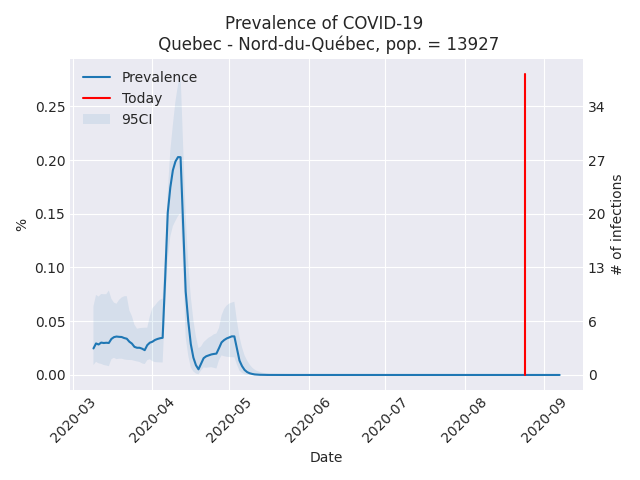 Prevalence of COVID-19
Quebec - Nord-du-Québec, pop. = 13927
Prevalence
Today
95CI
0.25
0.20
0.15
0.10
0.05
0.00
%
34
27
20
13
6
0
# of infections
2020-03
2020-04
2020-05
2020-06
2020-07
2020-08
2020-09
Date